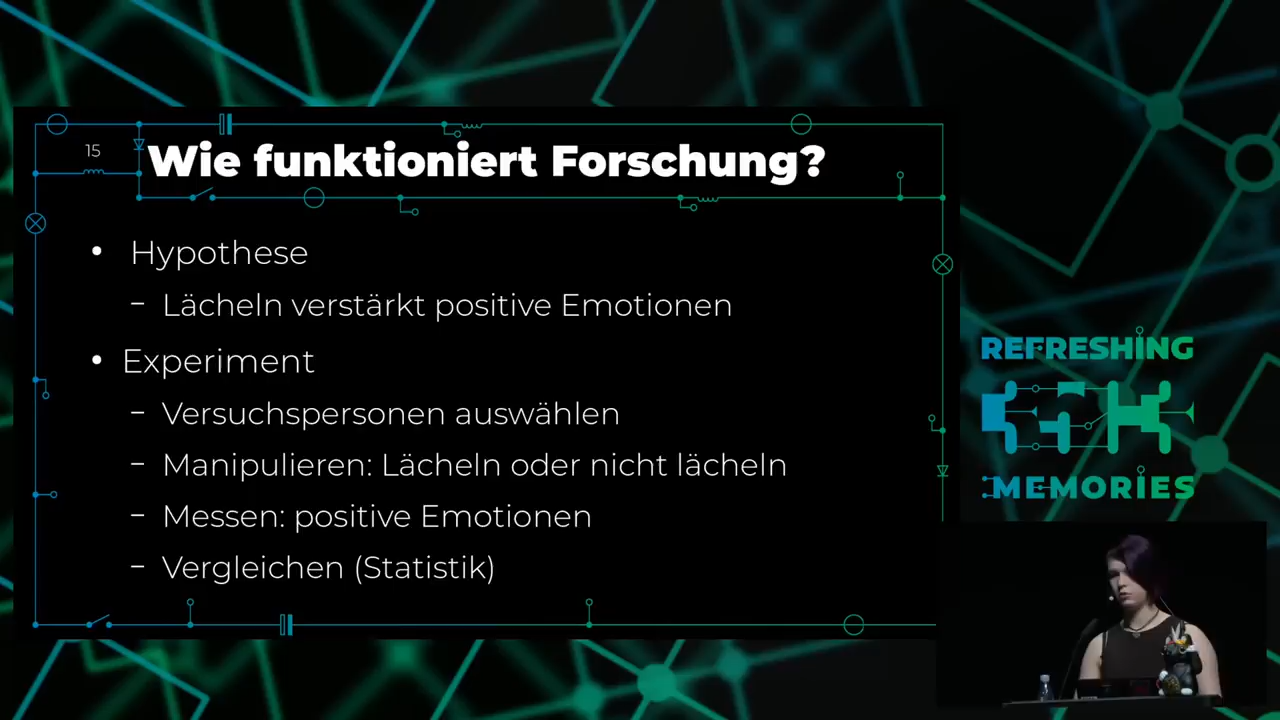 15
Wie funktioniert Forschung?
• Hypothese
– Lächeln verstärkt positive Emotionen
• Experiment
– Versuchspersonen auswählen
– Manipulieren: Lächeln oder nicht lächeln
– Messen: positive Emotionen
– Vergleichen (Statistik)
REFRESHING
MEMORIES